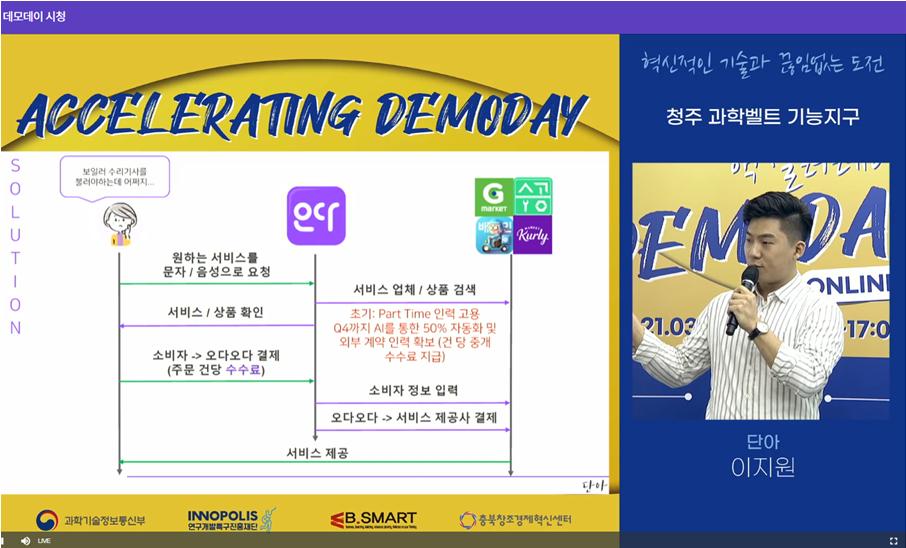 데모데이 시청
ACCELERATING DEMODAY
SOLUTION
보일러 수리기사를
불러야하는데 어쩌지...
G
market
숨
고
Kurly
원하는 서비스를
문자 / 음성으로 요청
서비스 업체 / 상품 검색
서비스 / 상품 확인
초기: Part Time 인력 고용
Q4까지 AI를 통한 50% 자동화 및
외부 계약 인력 확보 (건 당 중개
수수료 지급)
소비자 -> 오다오다 결제
(주문 건당 수수료)
소비자 정보 입력
오다오다 -> 서비스 제공사 결제
서비스 제공
단아
과학기술정보통신부
INNOPOLIS
연구개발특구진흥재단
B.SMART
충북창조경제혁신센터
혁신적인 기술과 끊임없는 도전
청주 과학벨트 기능지구
DEMODA
ONLIN
21.03
-17:0
단아
이지원
LIVE